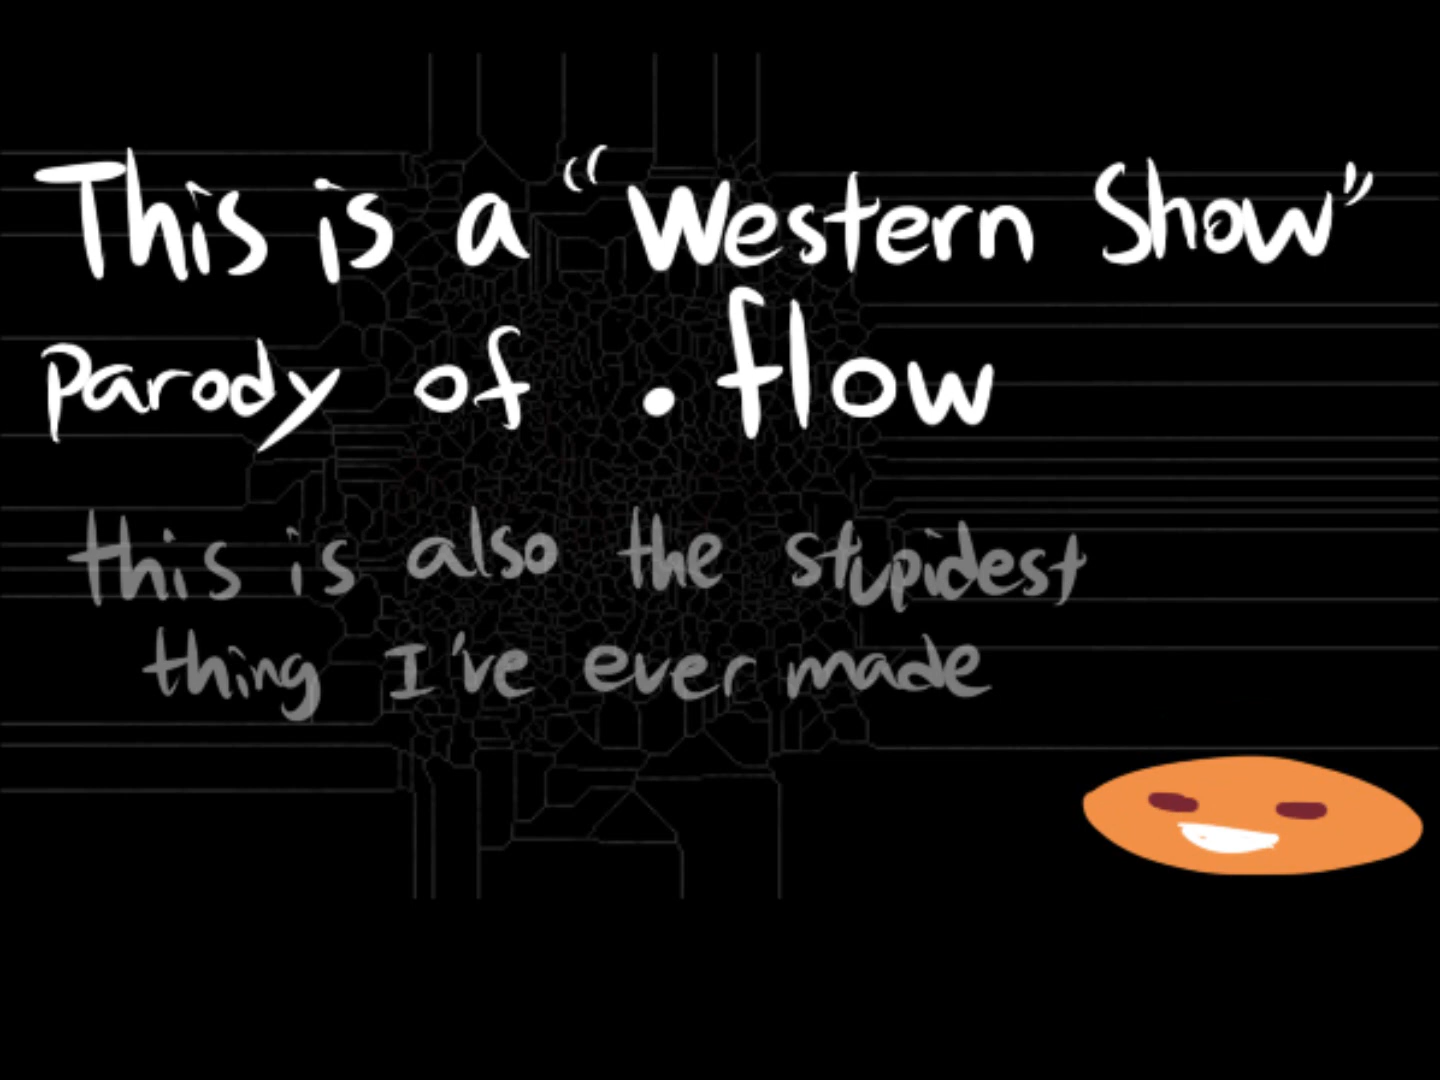 This is a "Western Show"
parody of .flow
this is also the stupidest
thing I've ever made